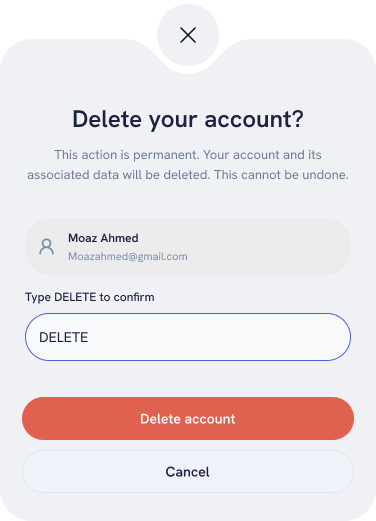 Delete your account?
This action is permanent. Your account and its
associated data will be deleted. This cannot be undone.
Moaz Ahmed
Moazahmed@gmail.com
Type DELETE to confirm
DELETE
Delete account
Cancel